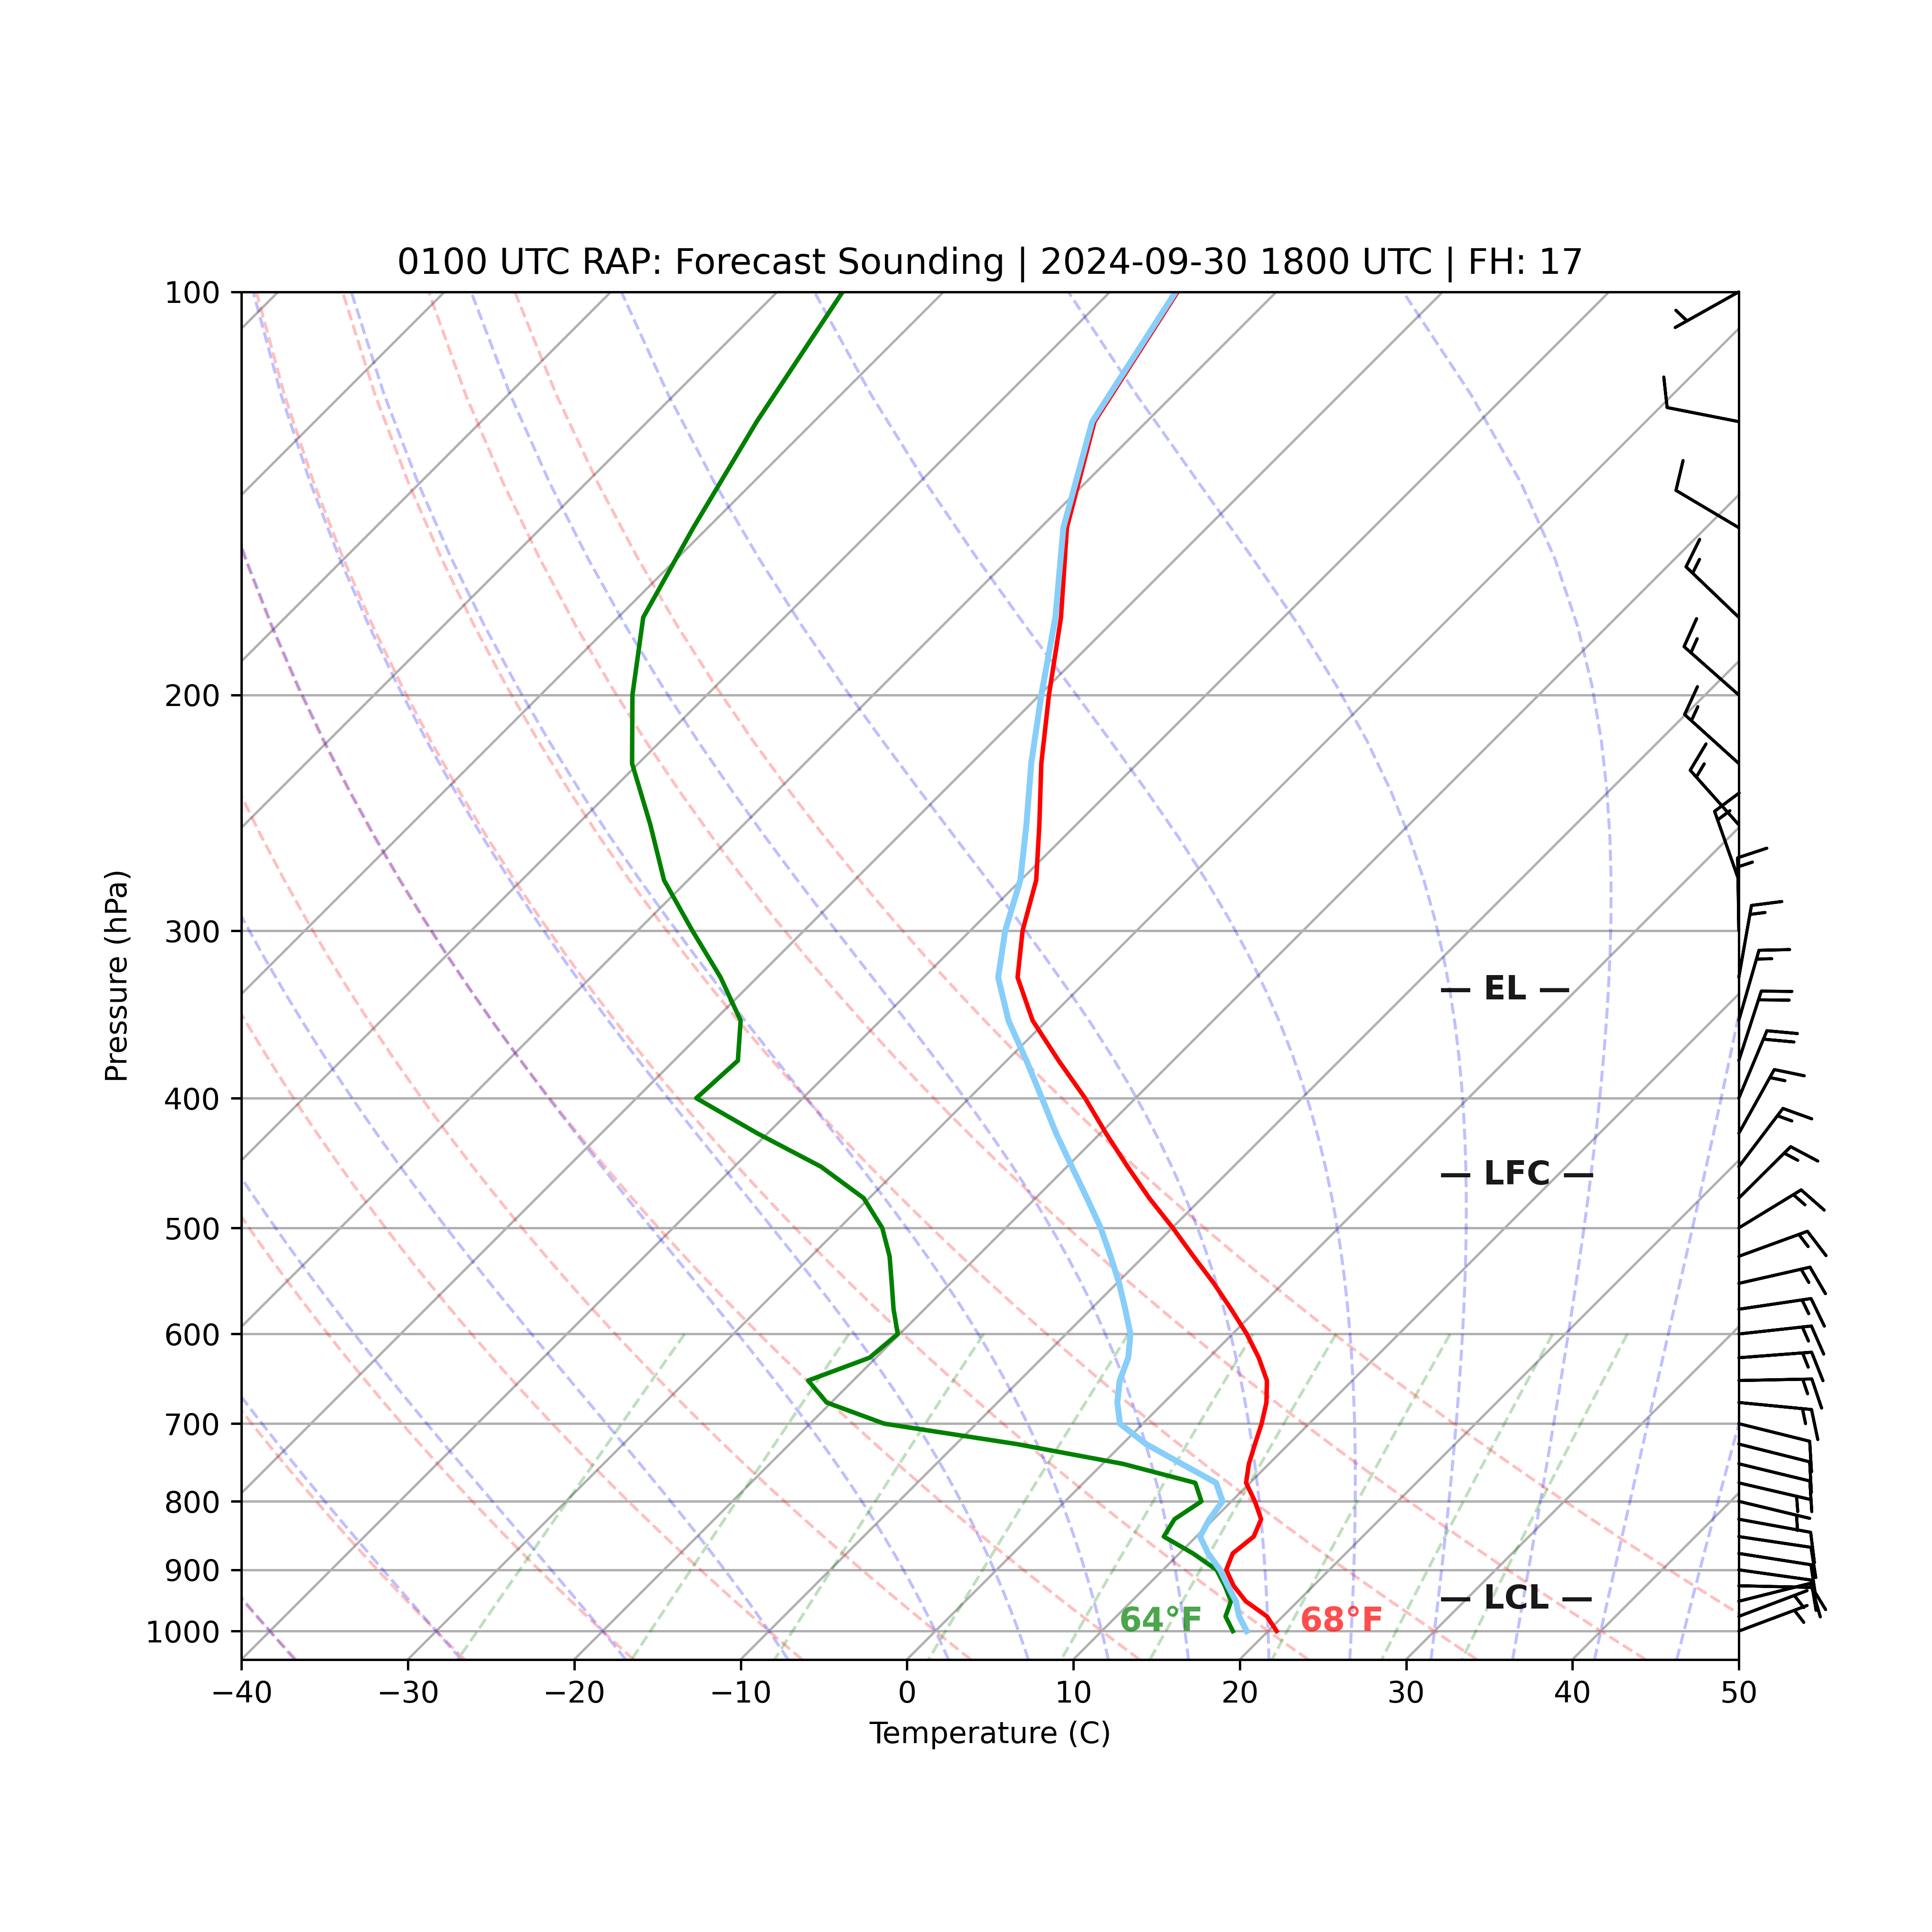 0100 UTC RAP: Forecast Sounding | 2024-09-30 1800 UTC | FH: 17
100
200
300
400
500
600
700
800
900
1000
Pressure (hPa)
— EL —
— LFC —
— LCL —
64°F
68°F
−40 −30 −20 −10 0 10 20 30 40 50
Temperature (C)